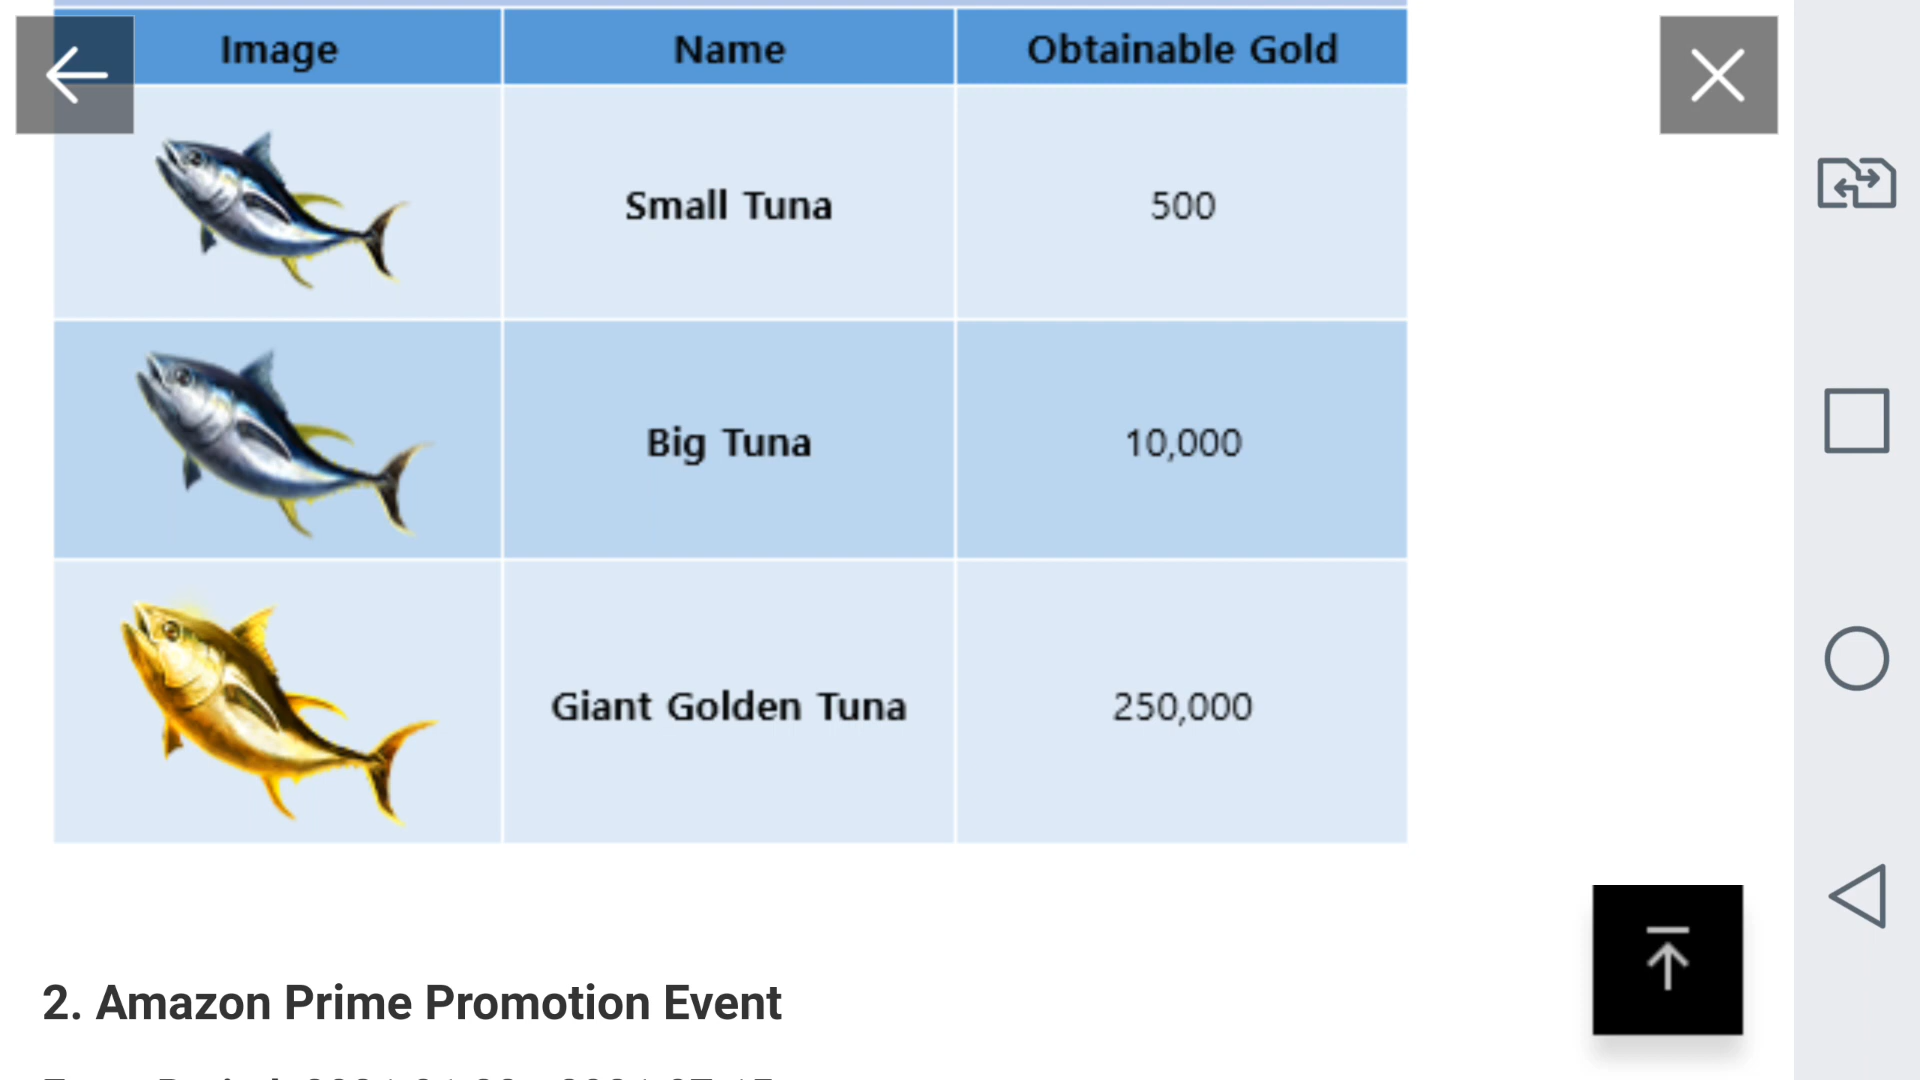 Image Name Obtainable Gold
Small Tuna 500
Big Tuna 10,000
Giant Golden Tuna 250,000
2. Amazon Prime Promotion Event